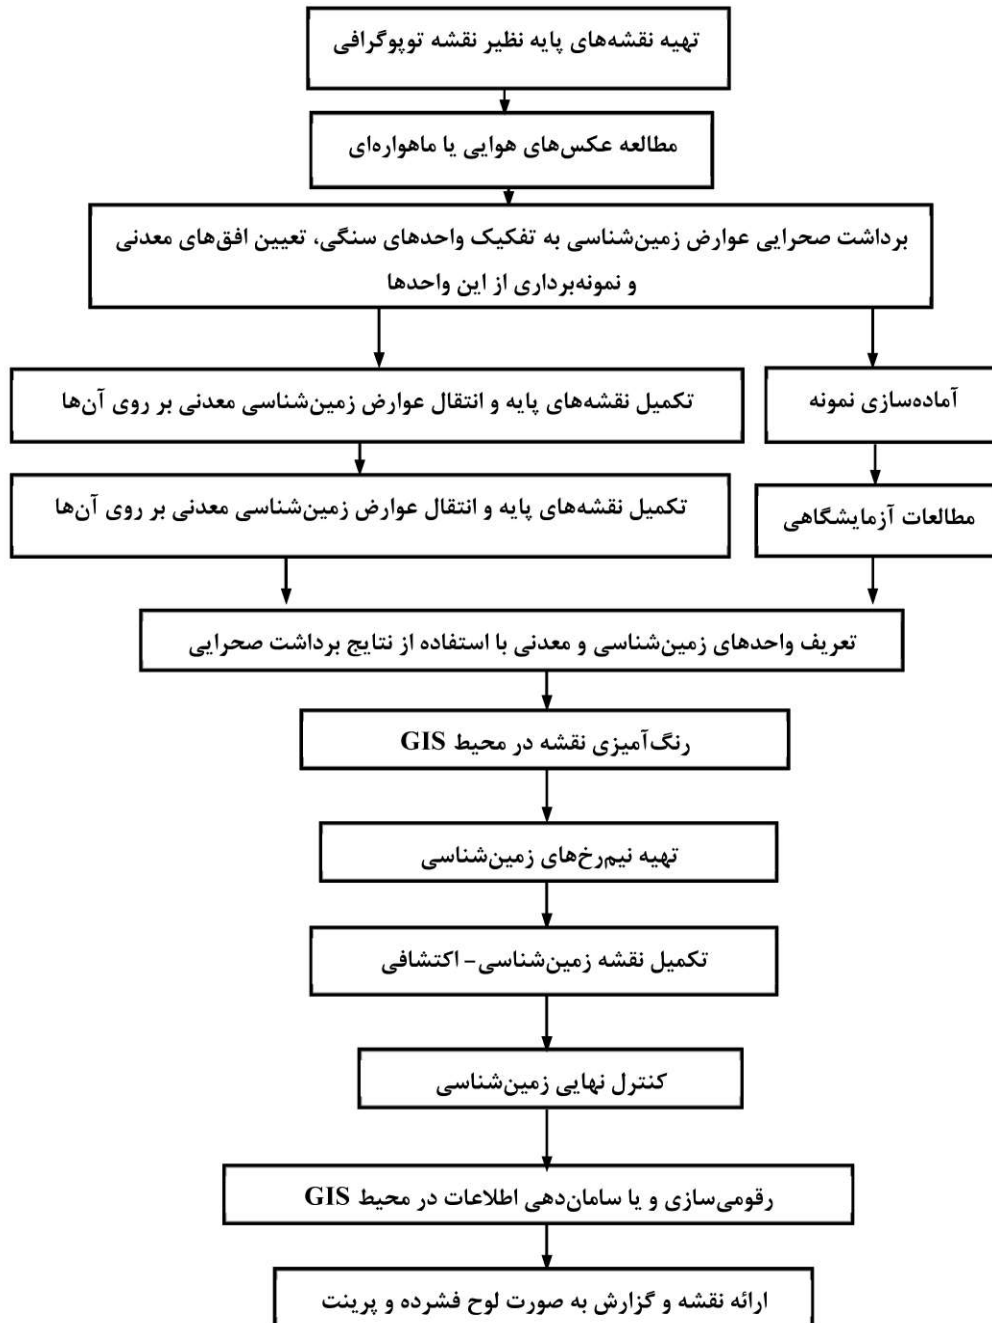 تهیه نقشه‌های پایه نظیر نقشه توپوگرافی
مطالعه عکس‌های هوایی یا ماهواره‌ای
برداشت صحرایی عوارض زمین‌شناسی به تفکیک واحدهای سنگی، تعیین افق‌های معدنی
و نمونه‌برداری از این واحدها
آماده‌سازی نمونه
تکمیل نقشه‌های پایه و انتقال عوارض زمین‌شناسی معدنی بر روی آن‌ها
مطالعات آزمایشگاهی
تکمیل نقشه‌های پایه و انتقال عوارض زمین‌شناسی معدنی بر روی آن‌ها
تعریف واحدهای زمین‌شناسی و معدنی با استفاده از نتایج برداشت صحرایی
رنگ‌آمیزی نقشه در محیط GIS
تهیه نیم‌رخ‌های زمین‌شناسی
تکمیل نقشه زمین‌شناسی- اکتشافی
کنترل نهایی زمین‌شناسی
رقومی‌سازی و یا سامان‌دهی اطلاعات در محیط GIS
ارائه نقشه و گزارش به صورت لوح فشرده و پرینت